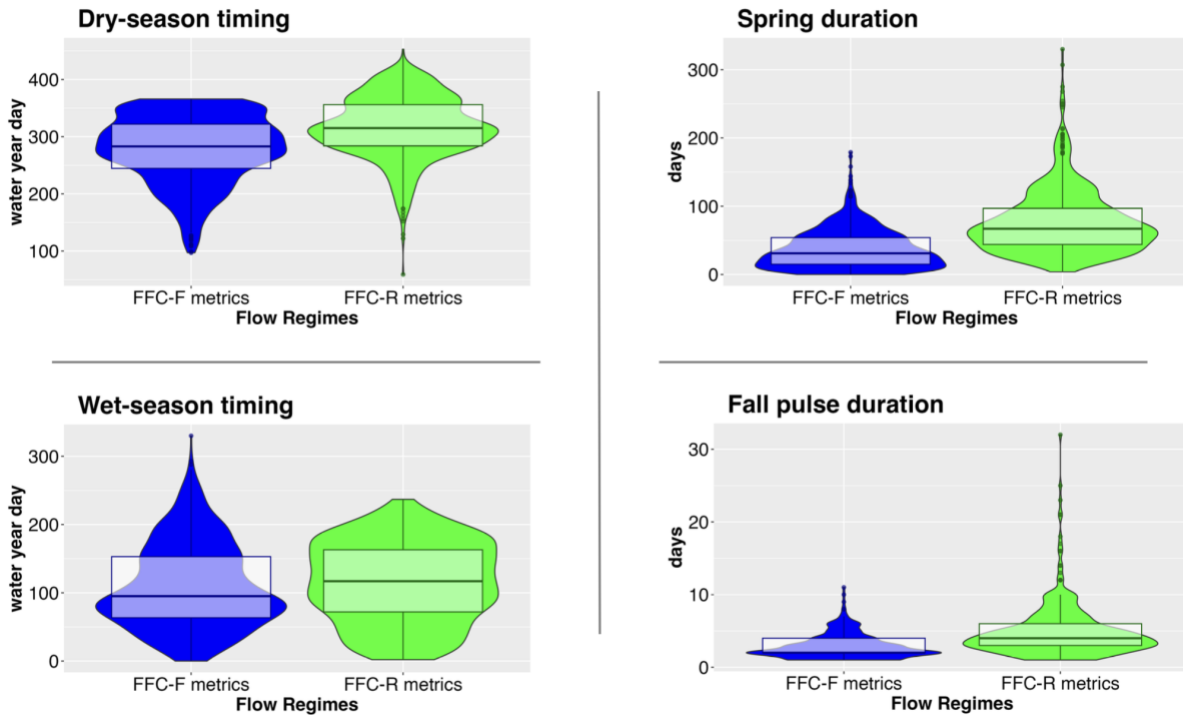 Dry-season timing
water year day
400
300
200
100
FFC-F metrics FFC-R metrics
Flow Regimes
Spring duration
days
300
200
100
0
FFC-F metrics FFC-R metrics
Flow Regimes
Wet-season timing
water year day
300
200
100
0
FFC-F metrics FFC-R metrics
Flow Regimes
Fall pulse duration
days
30
20
10
0
FFC-F metrics FFC-R metrics
Flow Regimes